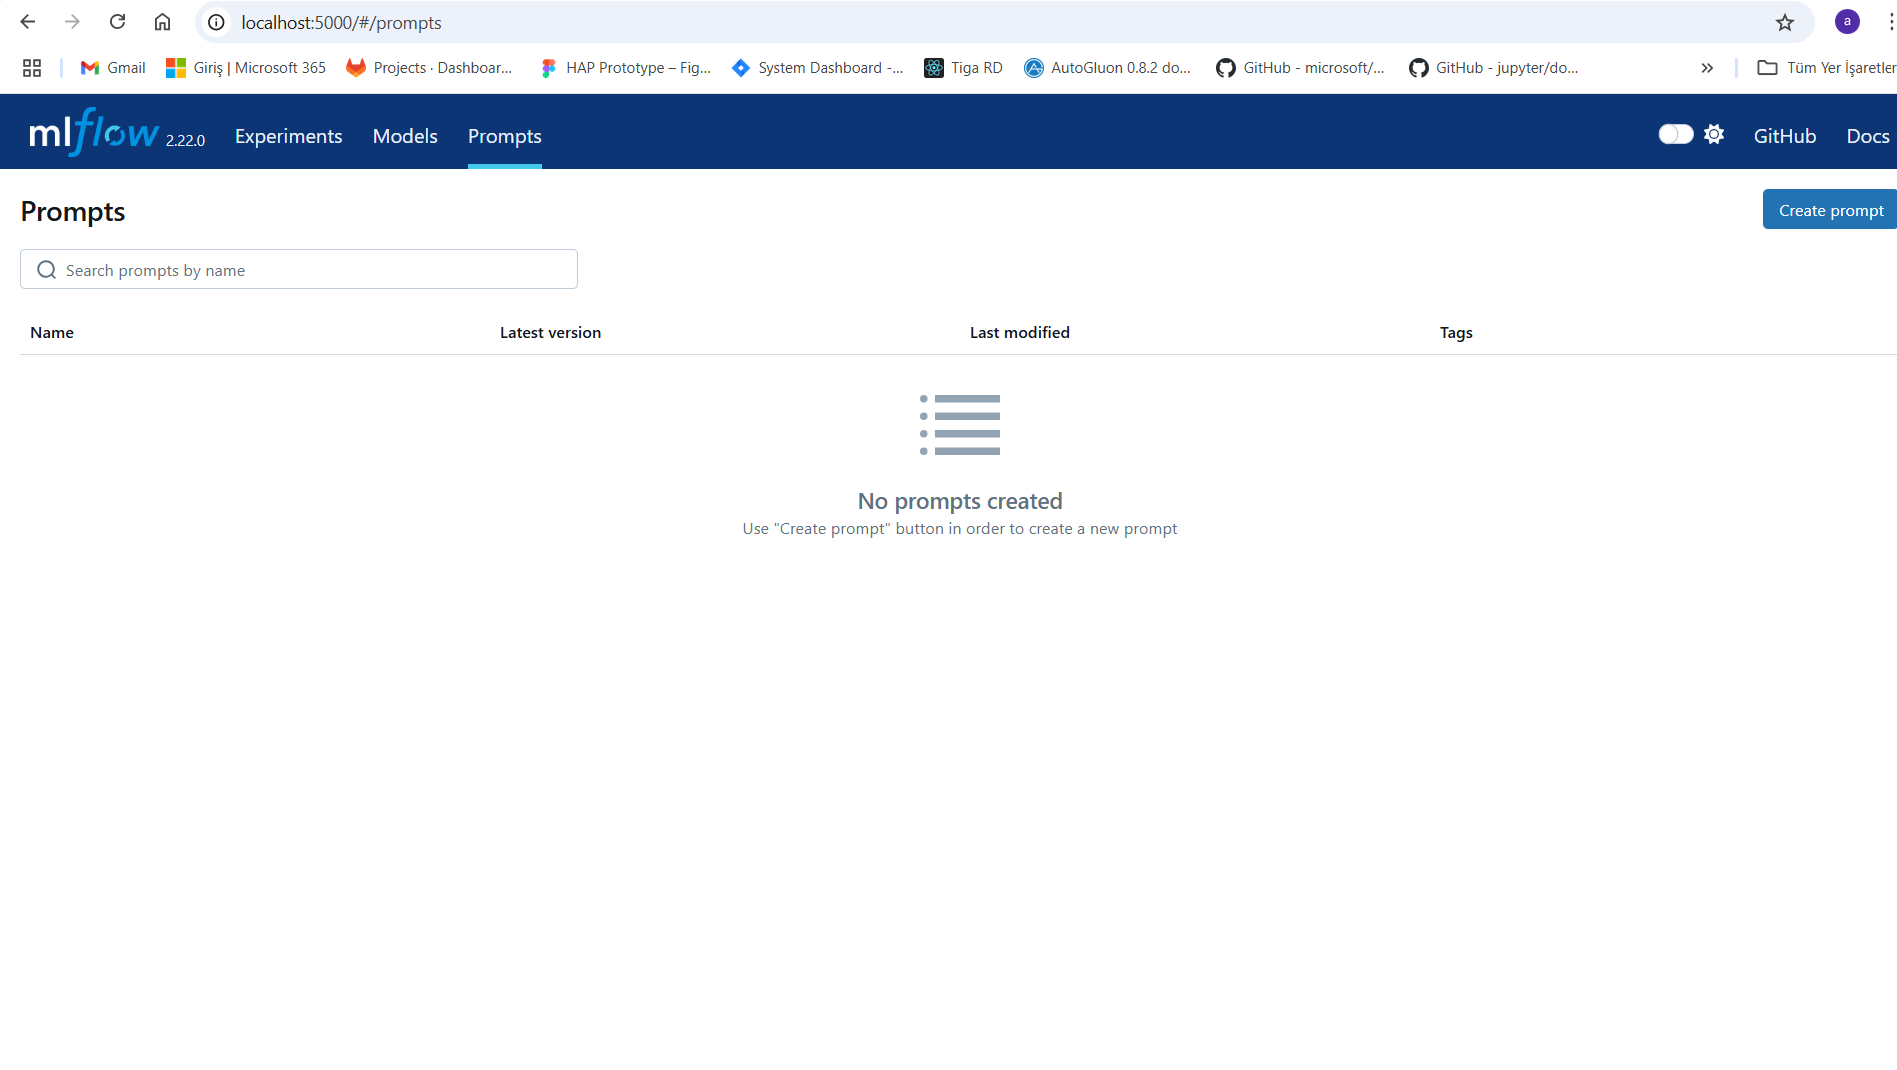 localhost:5000/#/prompts
a
Gmail
Giriş | Microsoft 365
Projects · Dashboar...
HAP Prototype – Fig...
System Dashboard -...
Tiga RD
AutoGluon 0.8.2 do...
GitHub - microsoft/...
GitHub - jupyter/do...
Tüm Yer İşaretler
mlflow 2.22.0
Experiments
Models
Prompts
GitHub
Docs
Prompts
Create prompt
Search prompts by name
Name
Latest version
Last modified
Tags
No prompts created
Use "Create prompt" button in order to create a new prompt